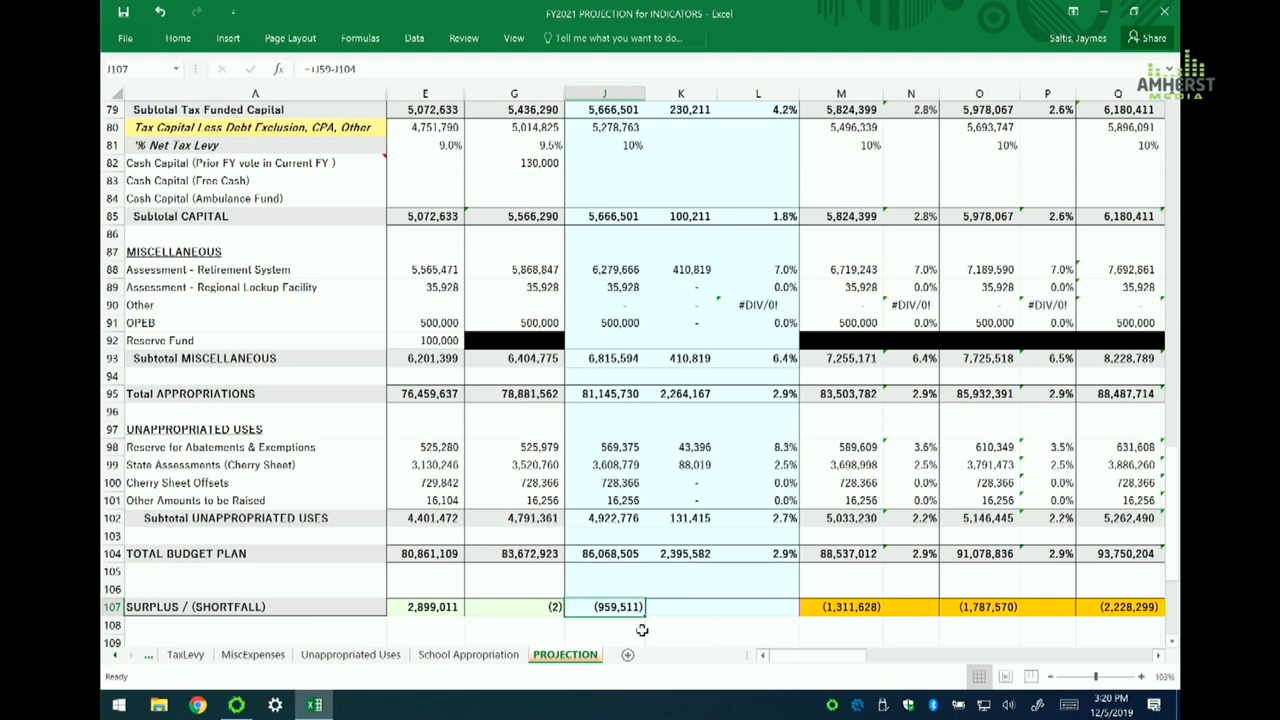 FY2021 PROJECTION for INDICATORS - Excel
File Home Insert Page Layout Formulas Data Review View Tell me what you want to do... Saltis, Jaymes Share
AMHERST
MEDIA
J107 fx =+J59-J104
A E G J K L M N O P Q
79 Subtotal Tax Funded Capital 5,072,633 5,436,290 5,666,501 230,211 4.2% 5,824,399 2.8% 5,978,067 2.6% 6,180,411
80 Tax Capital Less Debt Exclusion, CPA, Other 4,751,790 5,014,825 5,278,763 5,496,339 5,693,747 5,896,091
81 '% Net Tax Levy 9.0% 9.5% 10% 10% 10% 10%
82 Cash Capital (Prior FY vote in Current FY ) 130,000
83 Cash Capital (Free Cash)
84 Cash Capital (Ambulance Fund)
85 Subtotal CAPITAL 5,072,633 5,566,290 5,666,501 100,211 1.8% 5,824,399 2.8% 5,978,067 2.6% 6,180,411
86
87 MISCELLANEOUS
88 Assessment - Retirement System 5,565,471 5,868,847 6,279,666 410,819 7.0% 6,719,243 7.0% 7,189,590 7.0% 7,692,861
89 Assessment - Regional Lockup Facility 35,928 35,928 35,928 - 0.0% 35,928 0.0% 35,928 0.0% 35,928
90 Other - - - #DIV/0! - #DIV/0! - #DIV/0! -
91 OPEB 500,000 500,000 500,000 - 0.0% 500,000 0.0% 500,000 0.0% 500,000
92 Reserve Fund 100,000
93 Subtotal MISCELLANEOUS 6,201,399 6,404,775 6,815,594 410,819 6.4% 7,255,171 6.4% 7,725,518 6.5% 8,228,789
94
95 Total APPROPRIATIONS 76,459,637 78,881,562 81,145,730 2,264,167 2.9% 83,503,782 2.9% 85,932,391 2.9% 88,487,714
96
97 UNAPPROPRIATED USES
98 Reserve for Abatements & Exemptions 525,280 525,979 569,375 43,396 8.3% 589,609 3.6% 610,349 3.5% 631,608
99 State Assessments (Cherry Sheet) 3,130,246 3,520,760 3,608,779 88,019 2.5% 3,698,998 2.5% 3,791,473 2.5% 3,886,260
100 Cherry Sheet Offsets 729,842 728,366 728,366 - 0.0% 728,366 0.0% 728,366 0.0% 728,366
101 Other Amounts to be Raised 16,104 16,256 16,256 - 0.0% 16,256 0.0% 16,256 0.0% 16,256
102 Subtotal UNAPPROPRIATED USES 4,401,472 4,791,361 4,922,776 131,415 2.7% 5,033,230 2.2% 5,146,445 2.2% 5,262,490
103
104 TOTAL BUDGET PLAN 80,861,109 83,672,923 86,068,505 2,395,582 2.9% 88,537,012 2.9% 91,078,836 2.9% 93,750,204
105
106
107 SURPLUS / (SHORTFALL) 2,899,011 (2) (959,511) (1,311,628) (1,787,570) (2,228,299)
108
109
... TaxLevy MiscExpenses Unappropriated Uses School Appropriation PROJECTION
Ready 103%
3:20 PM
12/5/2019